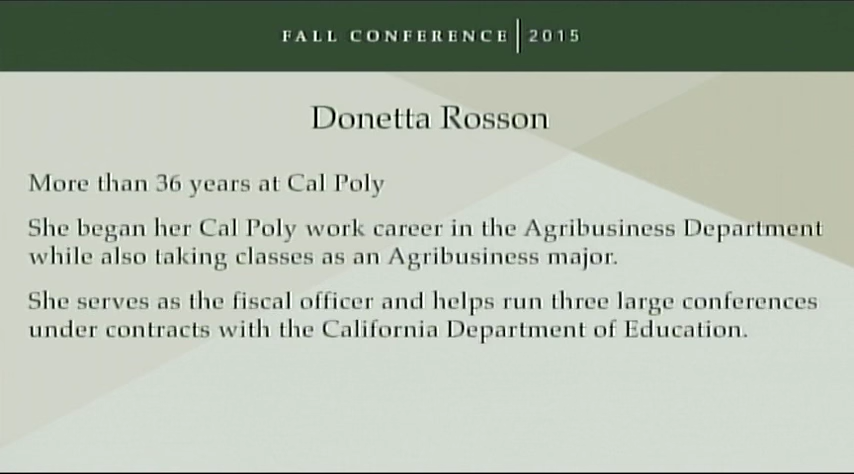 FALL CONFERENCE | 2015
Donetta Rosson
More than 36 years at Cal Poly
She began her Cal Poly work career in the Agribusiness Department
while also taking classes as an Agribusiness major.
She serves as the fiscal officer and helps run three large conferences
under contracts with the California Department of Education.